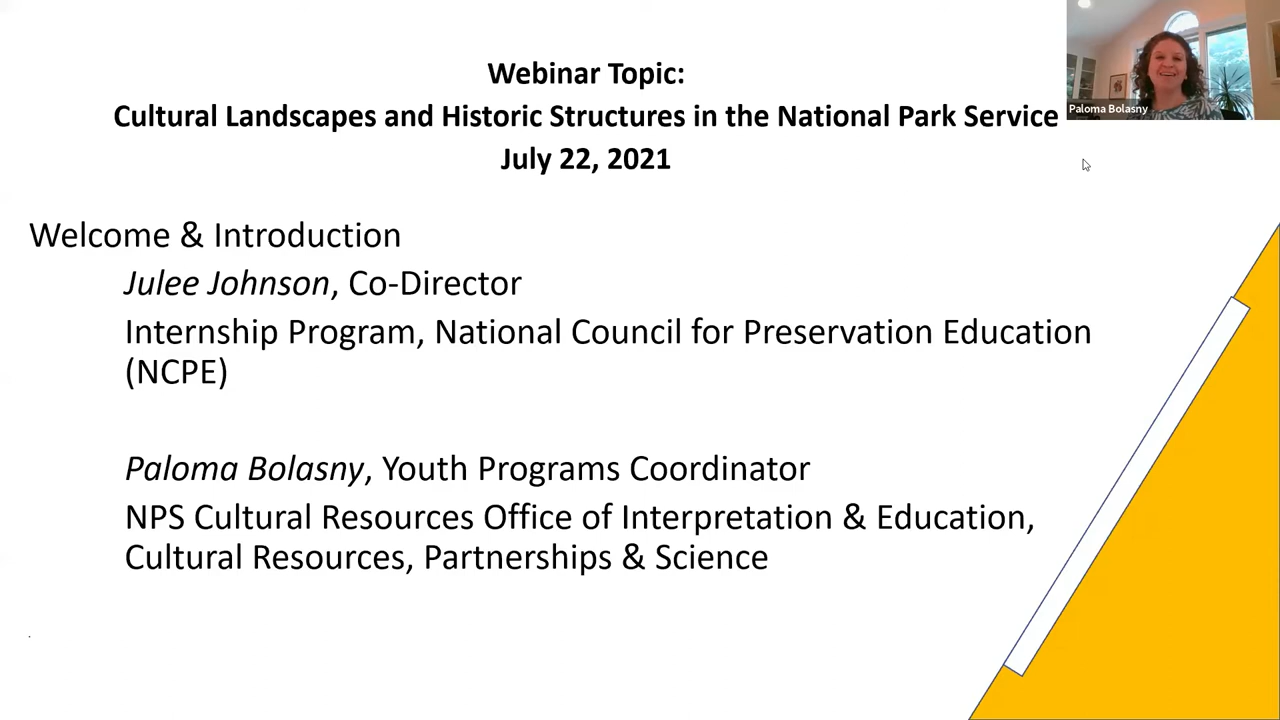 Webinar Topic:
Cultural Landscapes and Historic Structures in the National Park Service
July 22, 2021
Paloma Bolasny
Welcome & Introduction
Julee Johnson, Co-Director
Internship Program, National Council for Preservation Education
(NCPE)
Paloma Bolasny, Youth Programs Coordinator
NPS Cultural Resources Office of Interpretation & Education,
Cultural Resources, Partnerships & Science
.